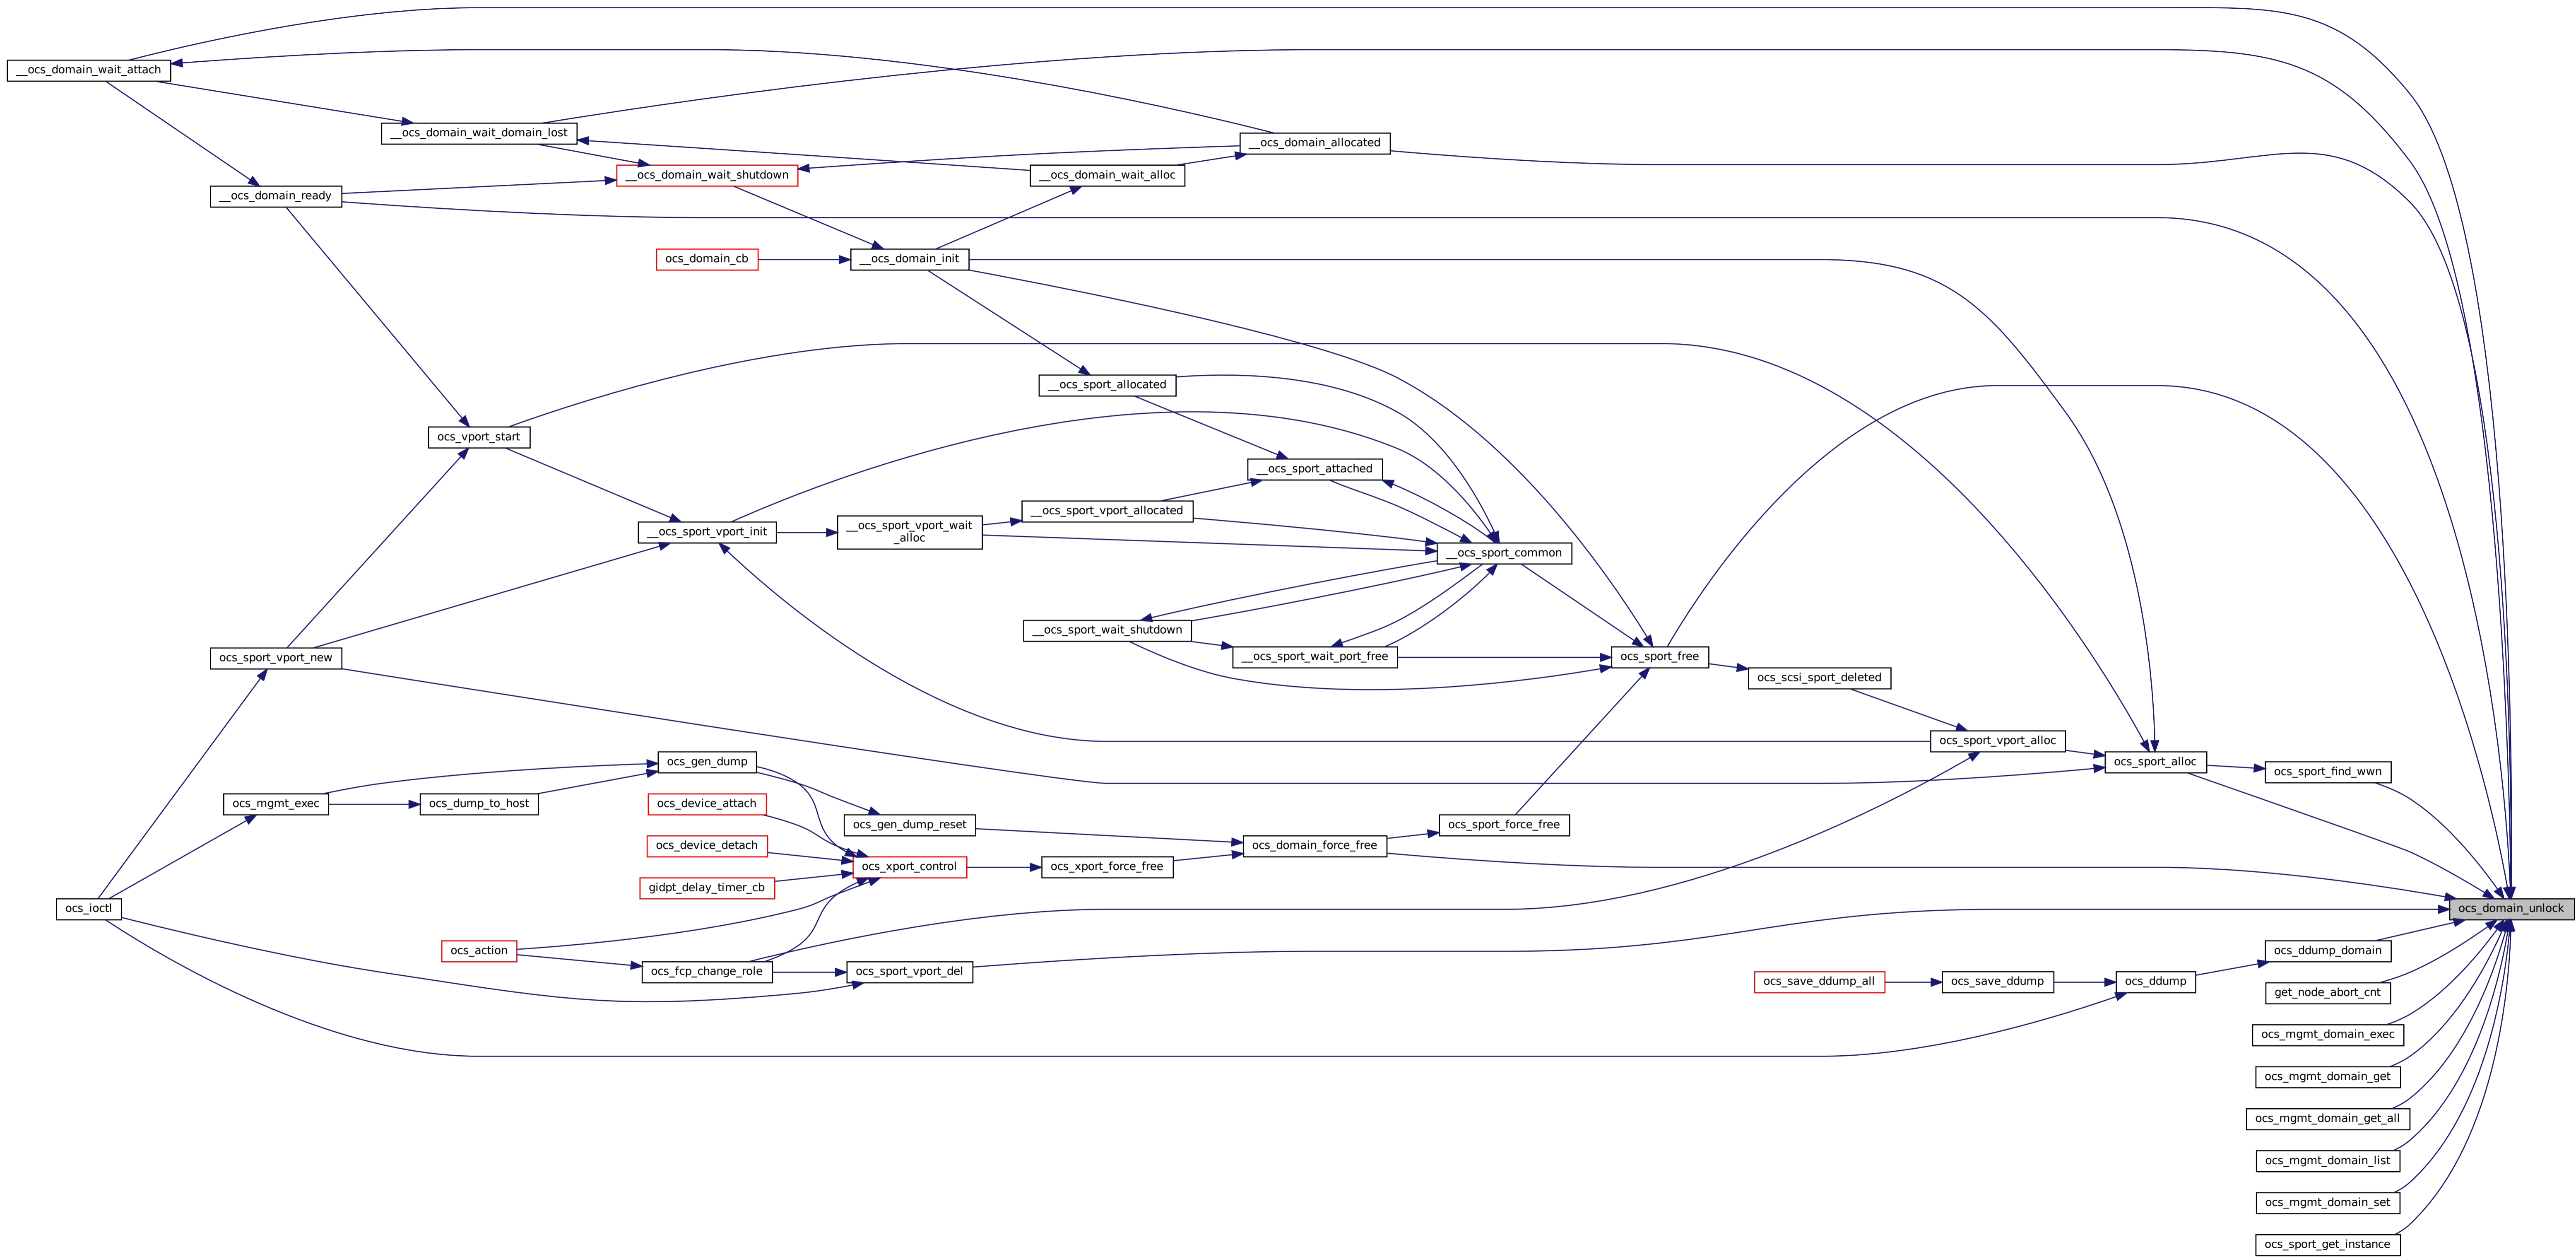 __ocs_domain_wait_attach
__ocs_domain_wait_domain_lost
__ocs_domain_allocated
__ocs_domain_wait_shutdown
__ocs_domain_wait_alloc
__ocs_domain_ready
ocs_domain_cb
__ocs_domain_init
__ocs_sport_allocated
ocs_vport_start
__ocs_sport_attached
__ocs_sport_vport_allocated
__ocs_sport_vport_init
__ocs_sport_vport_wait
_alloc
__ocs_sport_common
__ocs_sport_wait_shutdown
ocs_sport_vport_new
__ocs_sport_wait_port_free
ocs_sport_free
ocs_scsi_sport_deleted
ocs_sport_vport_alloc
ocs_gen_dump
ocs_sport_alloc
ocs_sport_find_wwn
ocs_mgmt_exec
ocs_dump_to_host
ocs_device_attach
ocs_gen_dump_reset
ocs_sport_force_free
ocs_device_detach
ocs_domain_force_free
ocs_xport_control
ocs_xport_force_free
gidpt_delay_timer_cb
ocs_ioctl
ocs_domain_unlock
ocs_action
ocs_ddump_domain
ocs_fcp_change_role
ocs_sport_vport_del
ocs_save_ddump_all
ocs_save_ddump
ocs_ddump
get_node_abort_cnt
ocs_mgmt_domain_exec
ocs_mgmt_domain_get
ocs_mgmt_domain_get_all
ocs_mgmt_domain_list
ocs_mgmt_domain_set
ocs_sport_get_instance